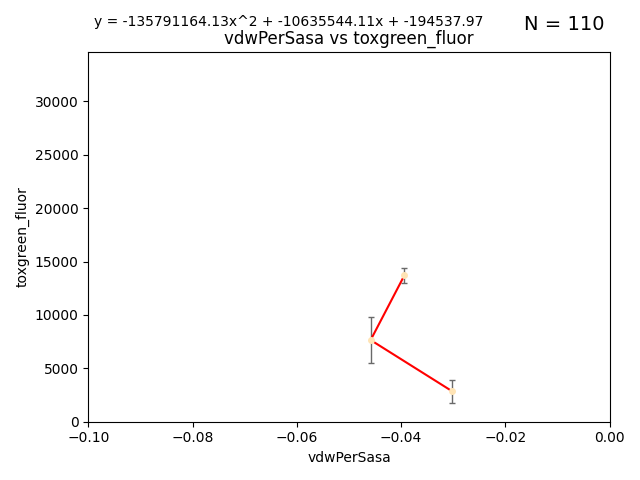 y = -135791164.13x^2 + -10635544.11x + -194537.97
N = 110
vdwPerSasa vs toxgreen_fluor
30000
25000
20000
15000
10000
5000
0
toxgreen_fluor
−0.10
−0.08
−0.06
−0.04
−0.02
0.00
vdwPerSasa